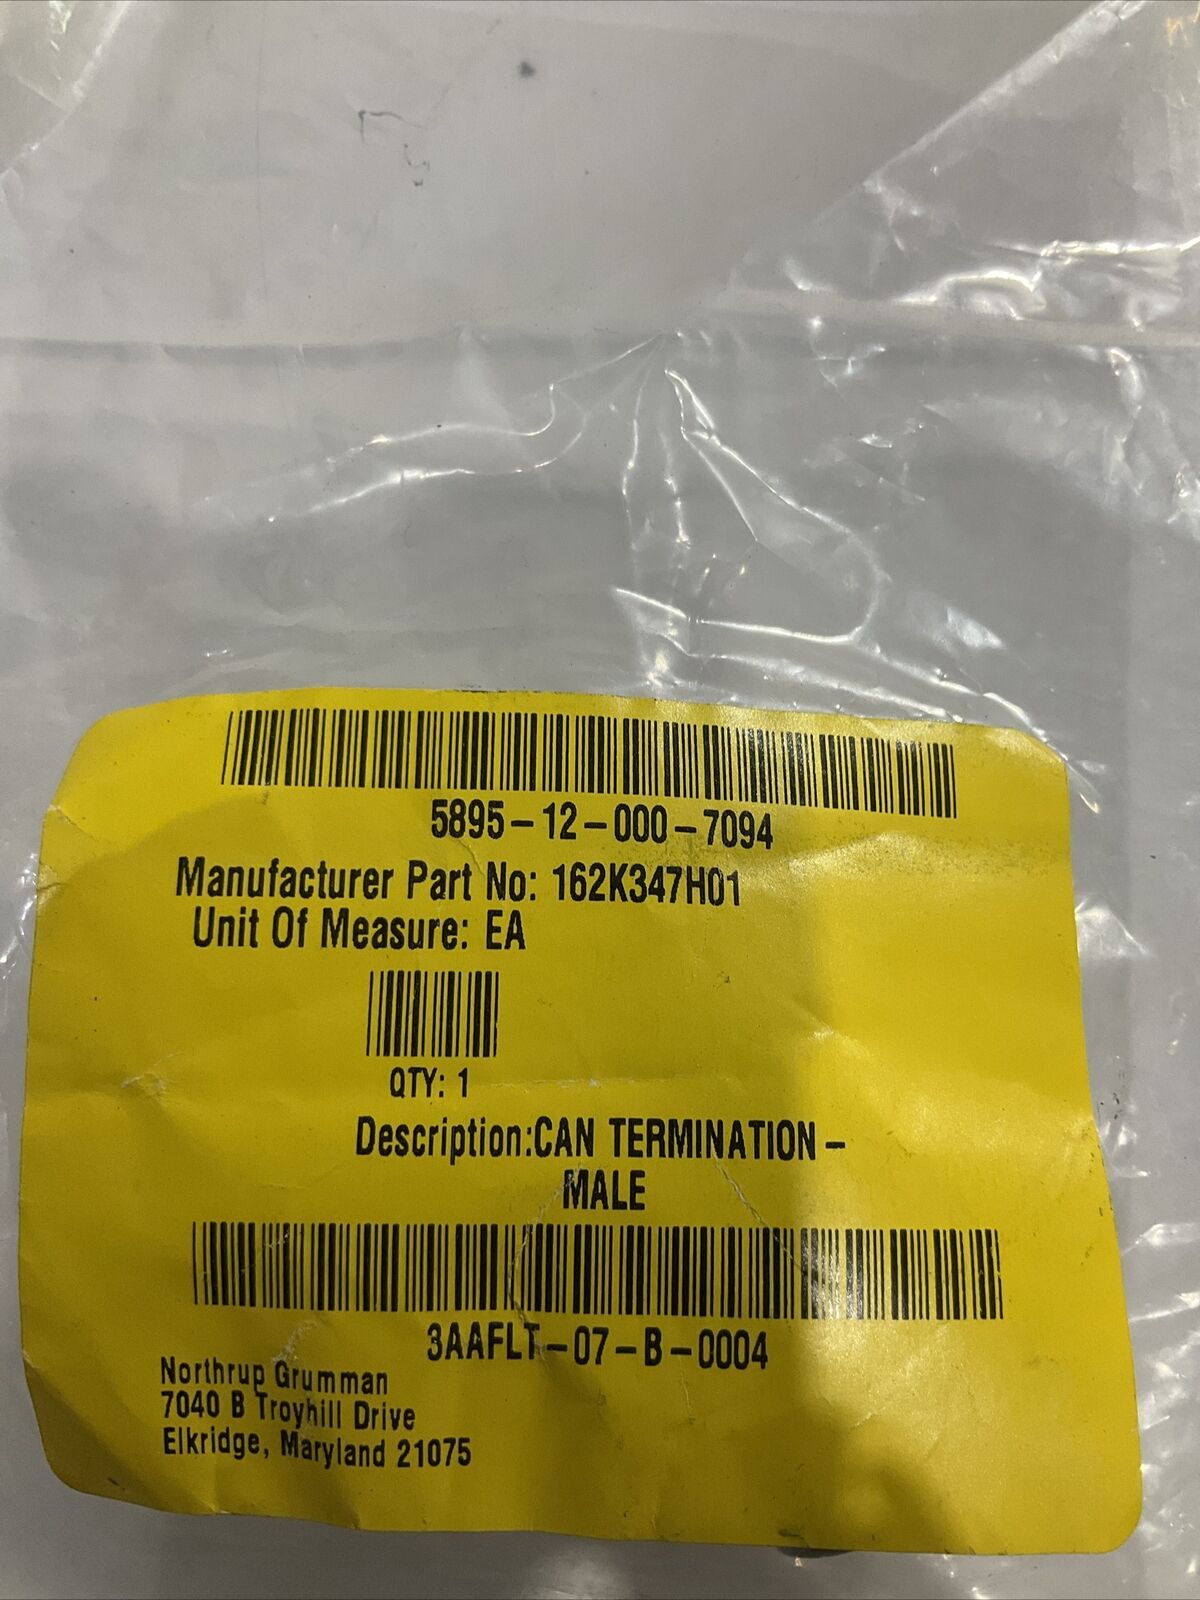 5895-12-000-7094
Manufacturer Part No: 162K347H01
Unit Of Measure: EA
QTY: 1
Description:CAN TERMINATION-
MALE
3AAFLT-07-B-0004
Northrup Grumman
7040 B Troyhill Drive
Elkridge, Maryland 21075